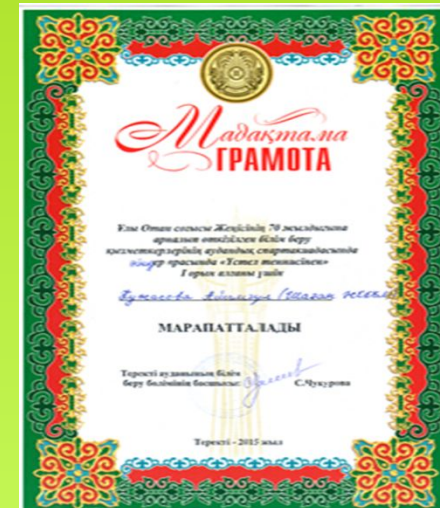 Мадақтама
ГРАМОТА
Ұлы Отан соғысы Жеңісінің 70 жылдығына
арналып өткізілген білім беру
қызметкерлерінің аудандық спартакиадасында
арасында «Үстел теннисінен»
І орын алғаны үшін
(Шаған
МАРАПАТТАЛАДЫ
Теректі ауданының білім
беру бөлімінің басшысы: С.Чукурова
Теректі - 2015 жыл